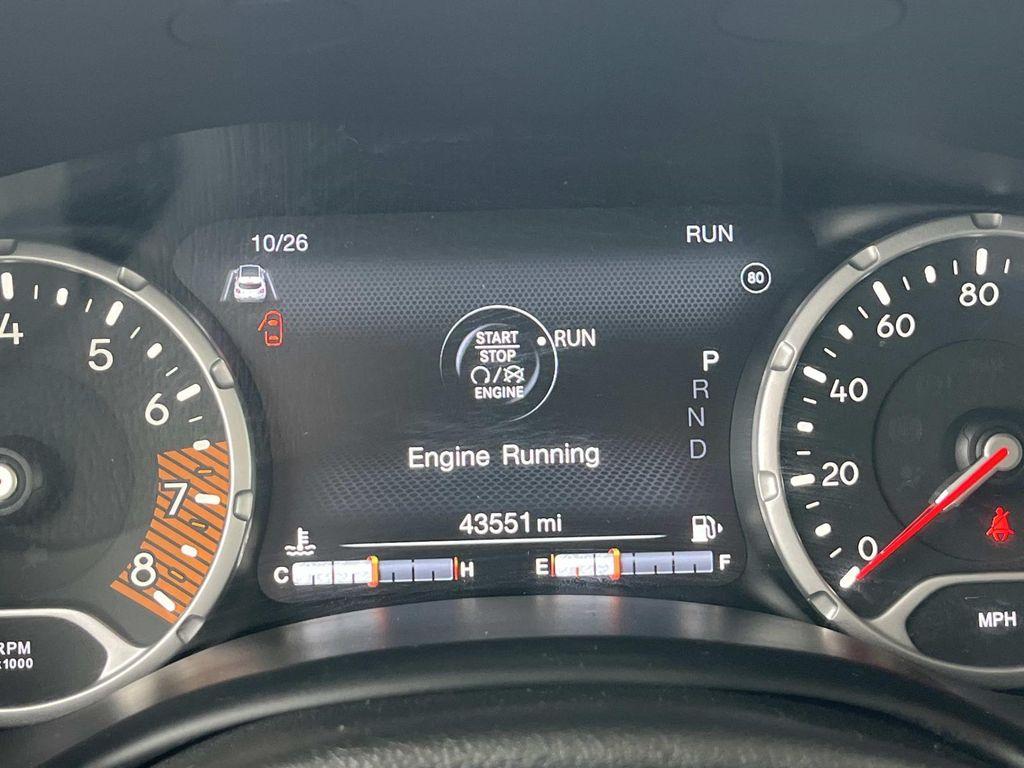 10/26
RUN
80
START
STOP
ENGINE
RUN
P
R
N
D
Engine Running
43551 mi
C
H
E
F
4
5
6
7
8
RPM
x1000
0
20
40
60
80
MPH